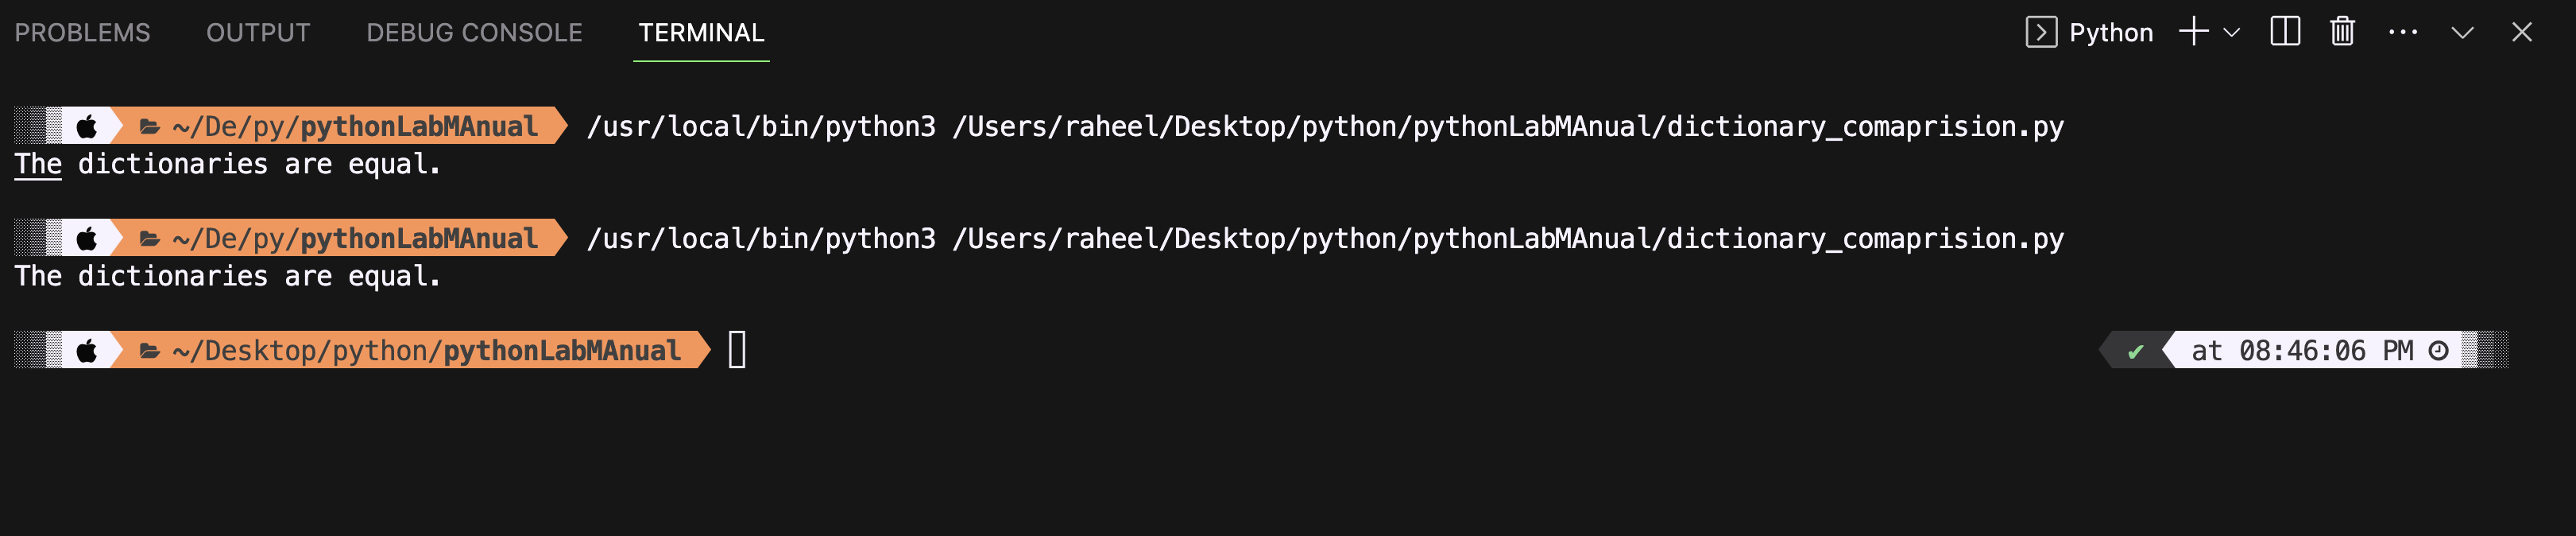 PROBLEMS OUTPUT DEBUG CONSOLE TERMINAL Python
~/De/py/pythonLabMAnual /usr/local/bin/python3 /Users/raheel/Desktop/python/pythonLabMAnual/dictionary_comaprision.py
The dictionaries are equal.
~/De/py/pythonLabMAnual /usr/local/bin/python3 /Users/raheel/Desktop/python/pythonLabMAnual/dictionary_comaprision.py
The dictionaries are equal.
~/Desktop/python/pythonLabMAnual ✔ at 08:46:06 PM